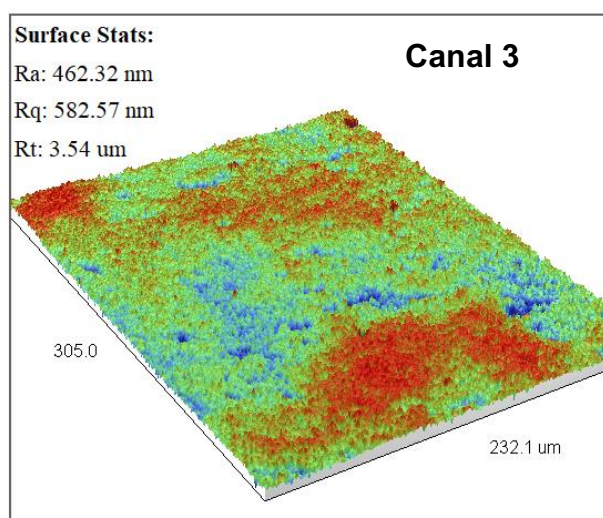 Surface Stats:
Ra: 462.32 nm
Rq: 582.57 nm
Rt: 3.54 um
Canal 3
305.0
232.1 um